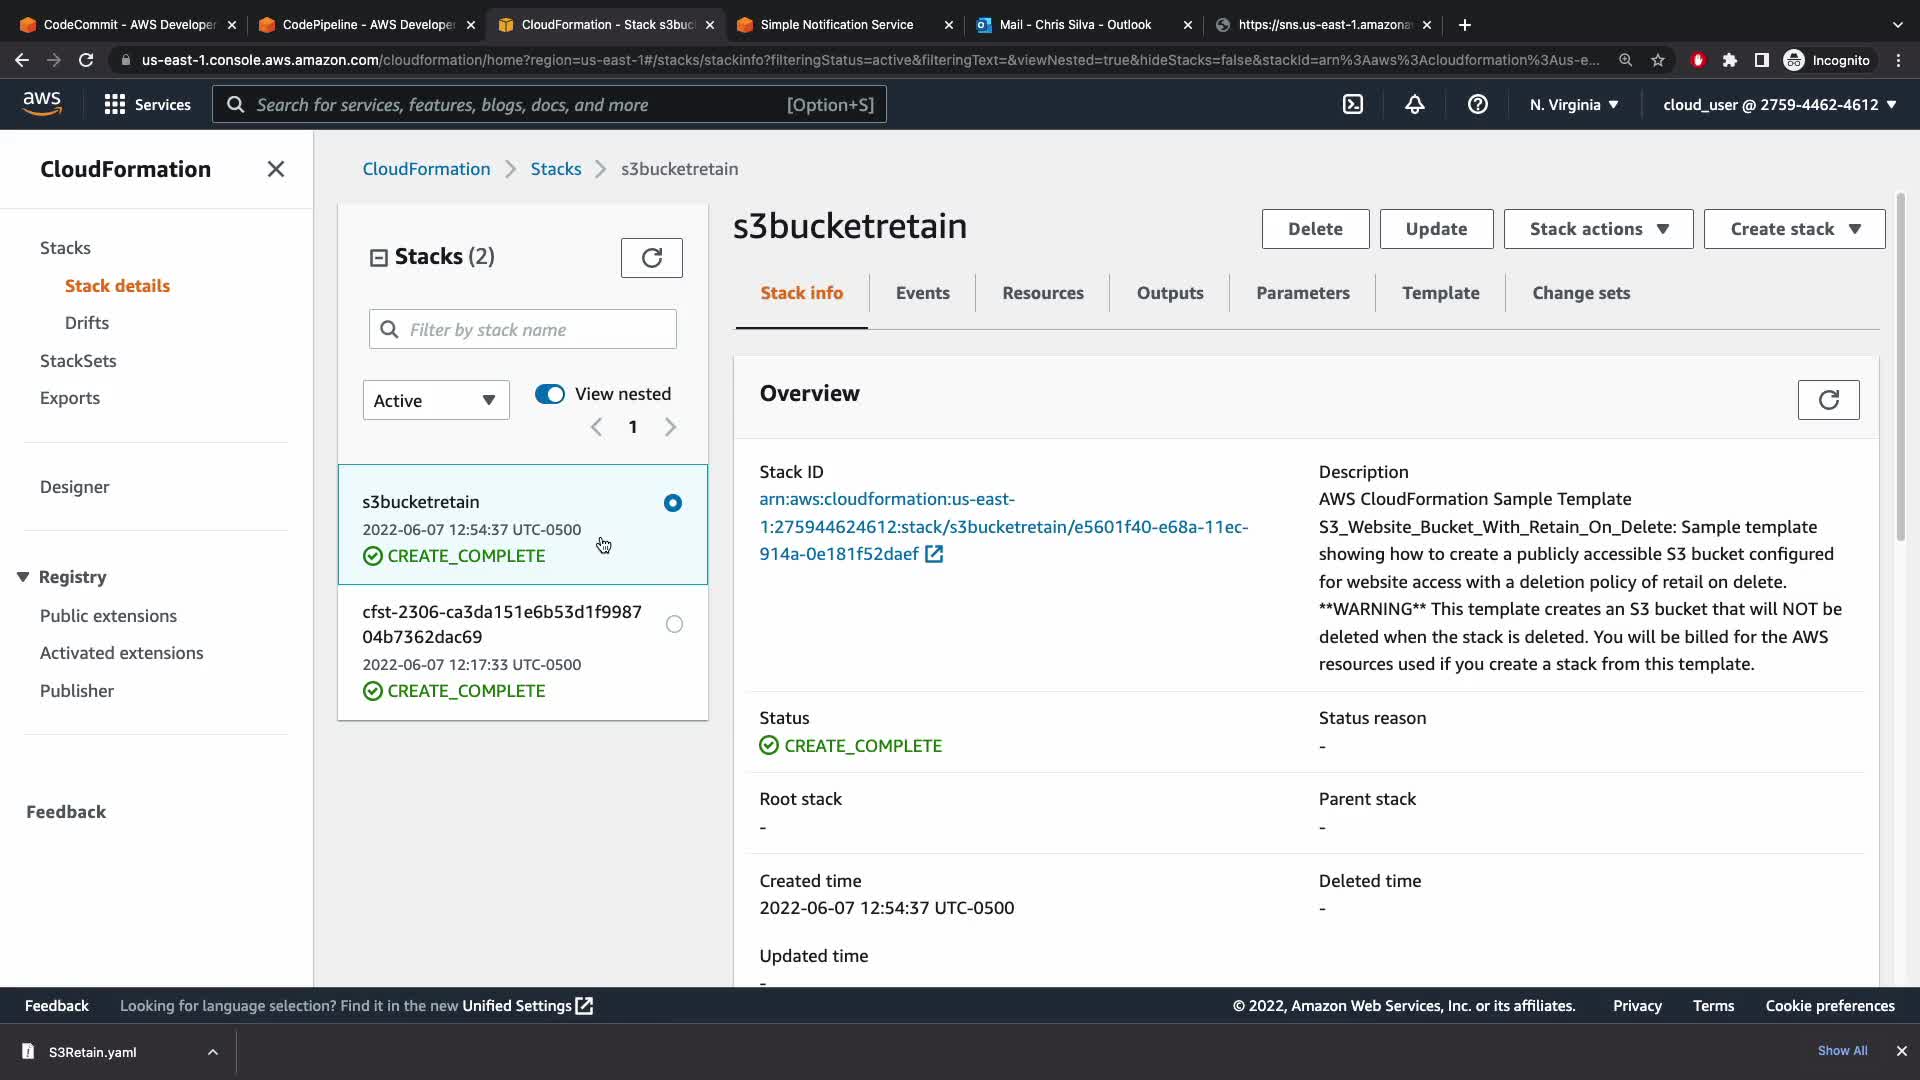 CodeCommit - AWS Developer
CodePipeline - AWS Develope
CloudFormation - Stack s3buc
Simple Notification Service
Mail - Chris Silva - Outlook
https://sns.us-east-1.amazona
us-east-1.console.aws.amazon.com/cloudformation/home?region=us-east-1#/stacks/stackinfo?filteringStatus=active&filteringText=&viewNested=true&hideStacks=false&stackId=arn%3Aaws%3Acloudformation%3Aus-e...
Incognito
aws
Services
Search for services, features, blogs, docs, and more
[Option+S]
N. Virginia
cloud_user @ 2759-4462-4612
CloudFormation
Stacks
Stack details
Drifts
StackSets
Exports
Designer
Registry
Public extensions
Activated extensions
Publisher
Feedback
CloudFormation
Stacks
s3bucketretain
Stacks (2)
Filter by stack name
Active
View nested
1
s3bucketretain
2022-06-07 12:54:37 UTC-0500
CREATE_COMPLETE
cfst-2306-ca3da151e6b53d1f9987
04b7362dac69
2022-06-07 12:17:33 UTC-0500
CREATE_COMPLETE
s3bucketretain
Delete
Update
Stack actions
Create stack
Stack info
Events
Resources
Outputs
Parameters
Template
Change sets
Overview
Stack ID
arn:aws:cloudformation:us-east-
1:275944624612:stack/s3bucketretain/e5601f40-e68a-11ec-
914a-0e181f52daef
Description
AWS CloudFormation Sample Template
S3_Website_Bucket_With_Retain_On_Delete: Sample template
showing how to create a publicly accessible S3 bucket configured
for website access with a deletion policy of retail on delete.
**WARNING** This template creates an S3 bucket that will NOT be
deleted when the stack is deleted. You will be billed for the AWS
resources used if you create a stack from this template.
Status
CREATE_COMPLETE
Status reason
-
Root stack
-
Parent stack
-
Created time
2022-06-07 12:54:37 UTC-0500
Deleted time
-
Updated time
-
Feedback
Looking for language selection? Find it in the new Unified Settings
© 2022, Amazon Web Services, Inc. or its affiliates.
Privacy
Terms
Cookie preferences
S3Retain.yaml
Show All